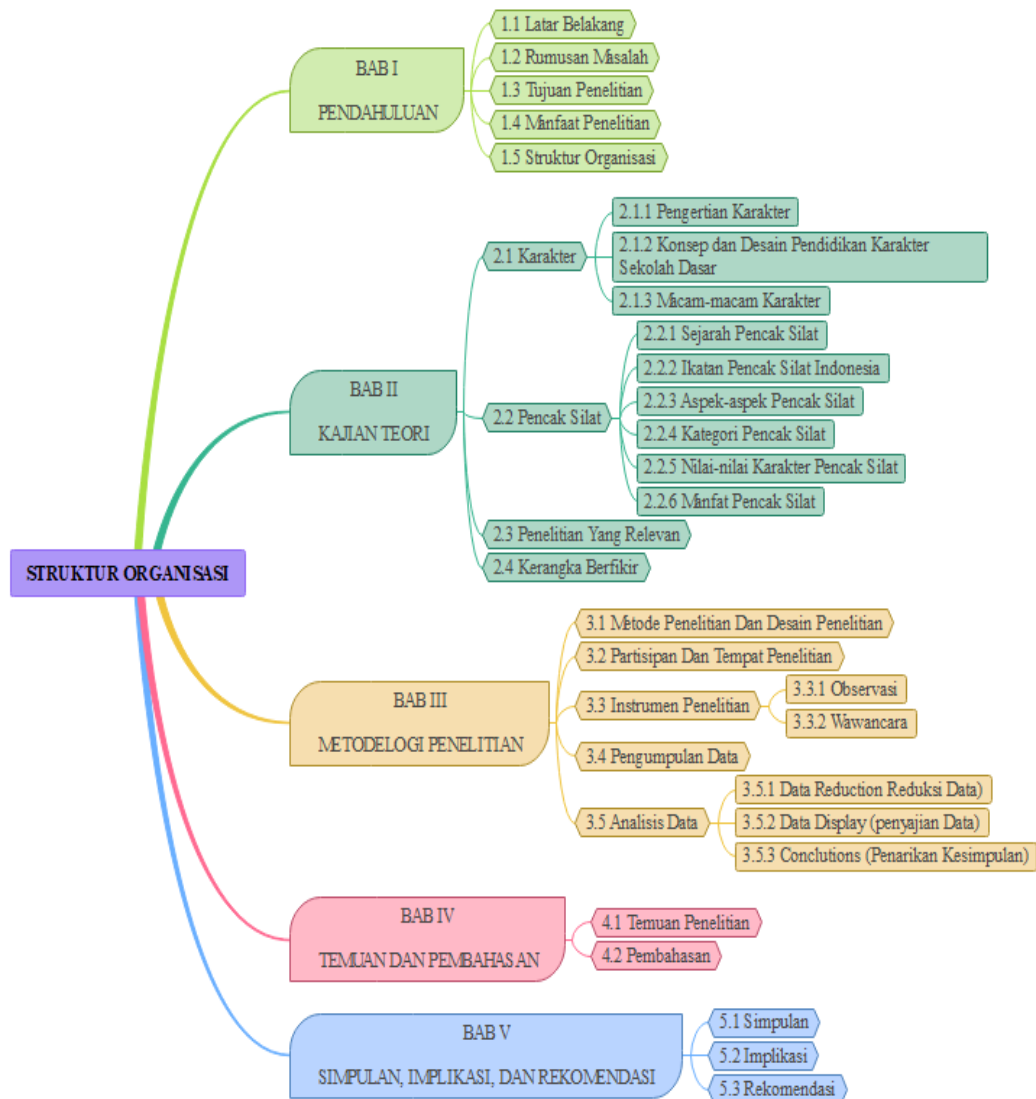 STRUKTUR ORGANISASI
BAB I
PENDAHULUAN
1.1 Latar Belakang
1.2 Rumusan Masalah
1.3 Tujuan Penelitian
1.4 Manfaat Penelitian
1.5 Struktur Organisasi
BAB II
KAJIAN TEORI
2.1 Karakter
2.1.1 Pengertian Karakter
2.1.2 Konsep dan Desain Pendidikan Karakter
Sekolah Dasar
2.1.3 Macam-macam Karakter
2.2 Pencak Silat
2.2.1 Sejarah Pencak Silat
2.2.2 Ikatan Pencak Silat Indonesia
2.2.3 Aspek-aspek Pencak Silat
2.2.4 Kategori Pencak Silat
2.2.5 Nilai-nilai Karakter Pencak Silat
2.2.6 Manfat Pencak Silat
2.3 Penelitian Yang Relevan
2.4 Kerangka Berfikir
BAB III
METODELOGI PENELITIAN
3.1 Metode Penelitian Dan Desain Penelitian
3.2 Partisipan Dan Tempat Penelitian
3.3 Instrumen Penelitian
3.3.1 Observasi
3.3.2 Wawancara
3.4 Pengumpulan Data
3.5 Analisis Data
3.5.1 Data Reduction Reduksi Data)
3.5.2 Data Display (penyajian Data)
3.5.3 Conclutions (Penarikan Kesimpulan)
BAB IV
TEMUAN DAN PEMBAHASAN
4.1 Temuan Penelitian
4.2 Pembahasan
BAB V
SIMPULAN, IMPLIKASI, DAN REKOMENDASI
5.1 Simpulan
5.2 Implikasi
5.3 Rekomendasi